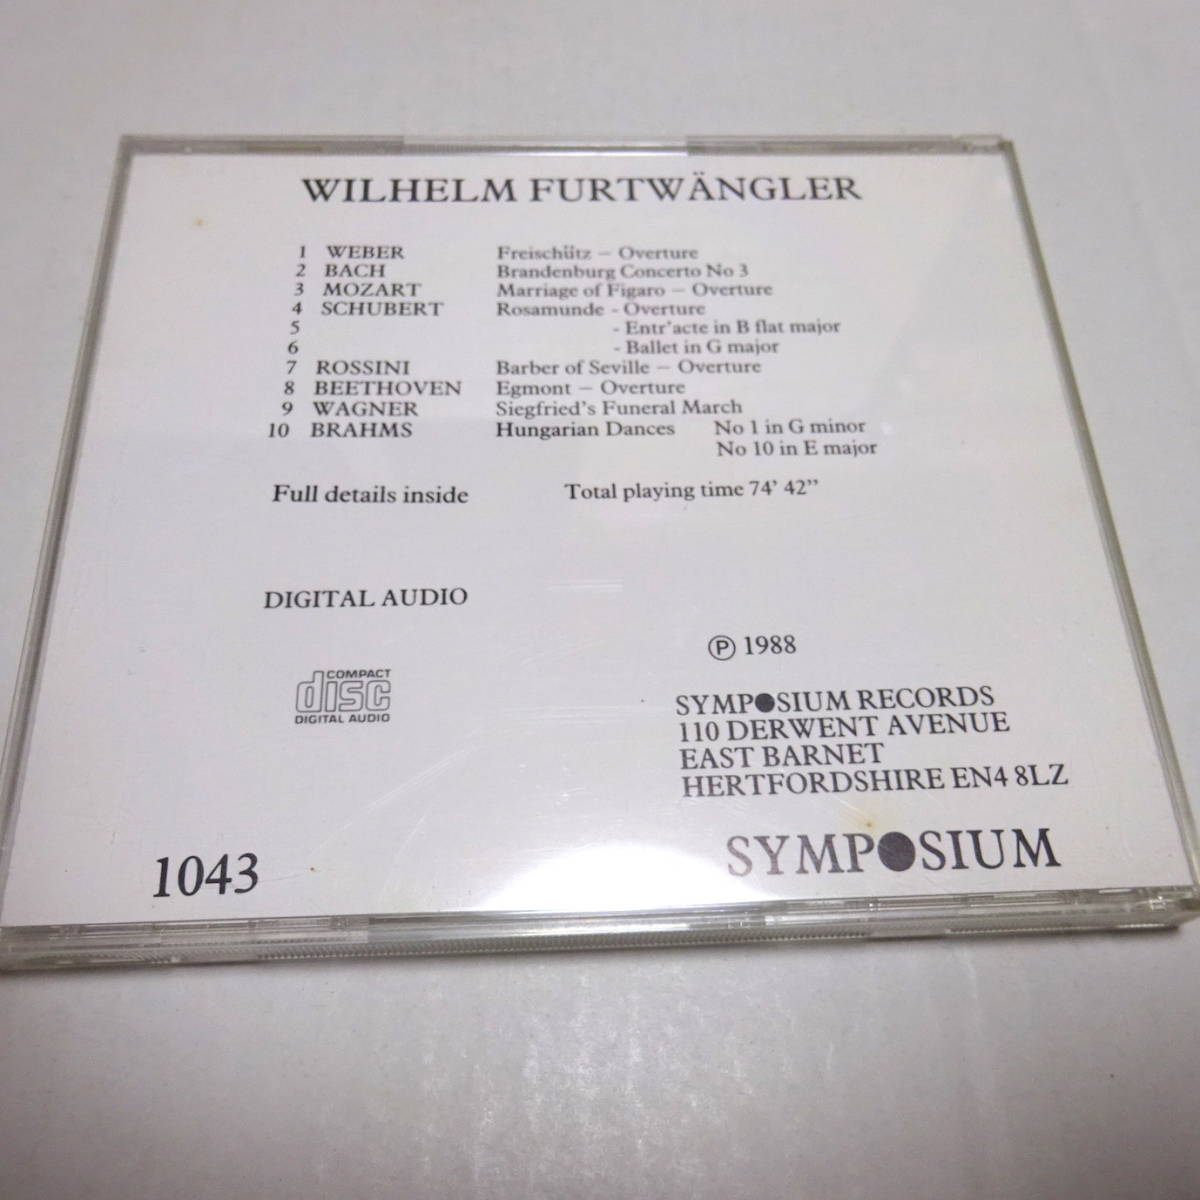 WILHELM FURTWÄNGLER
1 WEBER Freischütz – Overture
2 BACH Brandenburg Concerto No 3
3 MOZART Marriage of Figaro – Overture
4 SCHUBERT Rosamunde - Overture
5 - Entr'acte in B flat major
6 - Ballet in G major
7 ROSSINI Barber of Seville – Overture
8 BEETHOVEN Egmont – Overture
9 WAGNER Siegfried's Funeral March
10 BRAHMS Hungarian Dances No 1 in G minor
No 10 in E major
Full details inside Total playing time 74' 42"
DIGITAL AUDIO
COMPACT
disc
DIGITAL AUDIO
℗ 1988
SYMPOSIUM RECORDS
110 DERWENT AVENUE
EAST BARNET
HERTFORDSHIRE EN4 8LZ
1043
SYMPOSIUM